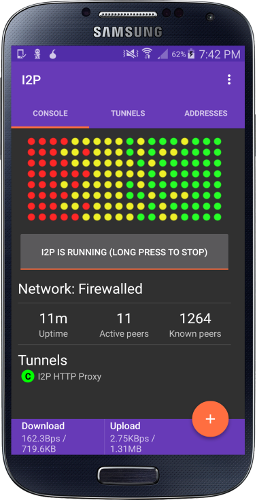 SAMSUNG
62% 7:42 PM
I2P
CONSOLE TUNNELS ADDRESSES
I2P IS RUNNING (LONG PRESS TO STOP)
Network: Firewalled
11m 11 1264
Uptime Active peers Known peers
Tunnels
C I2P HTTP Proxy
+
Download Upload
162.3Bps / 2.75KBps /
719.6KB 1.31MB